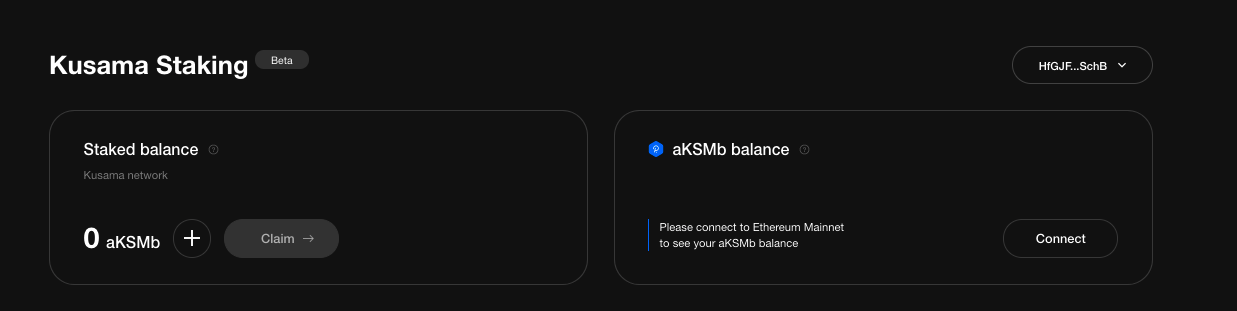 Kusama Staking
Beta
HfGJF...SchB
Staked balance
Kusama network
0 aKSMb
Claim
aKSMb balance
Please connect to Ethereum Mainnet
to see your aKSMb balance
Connect